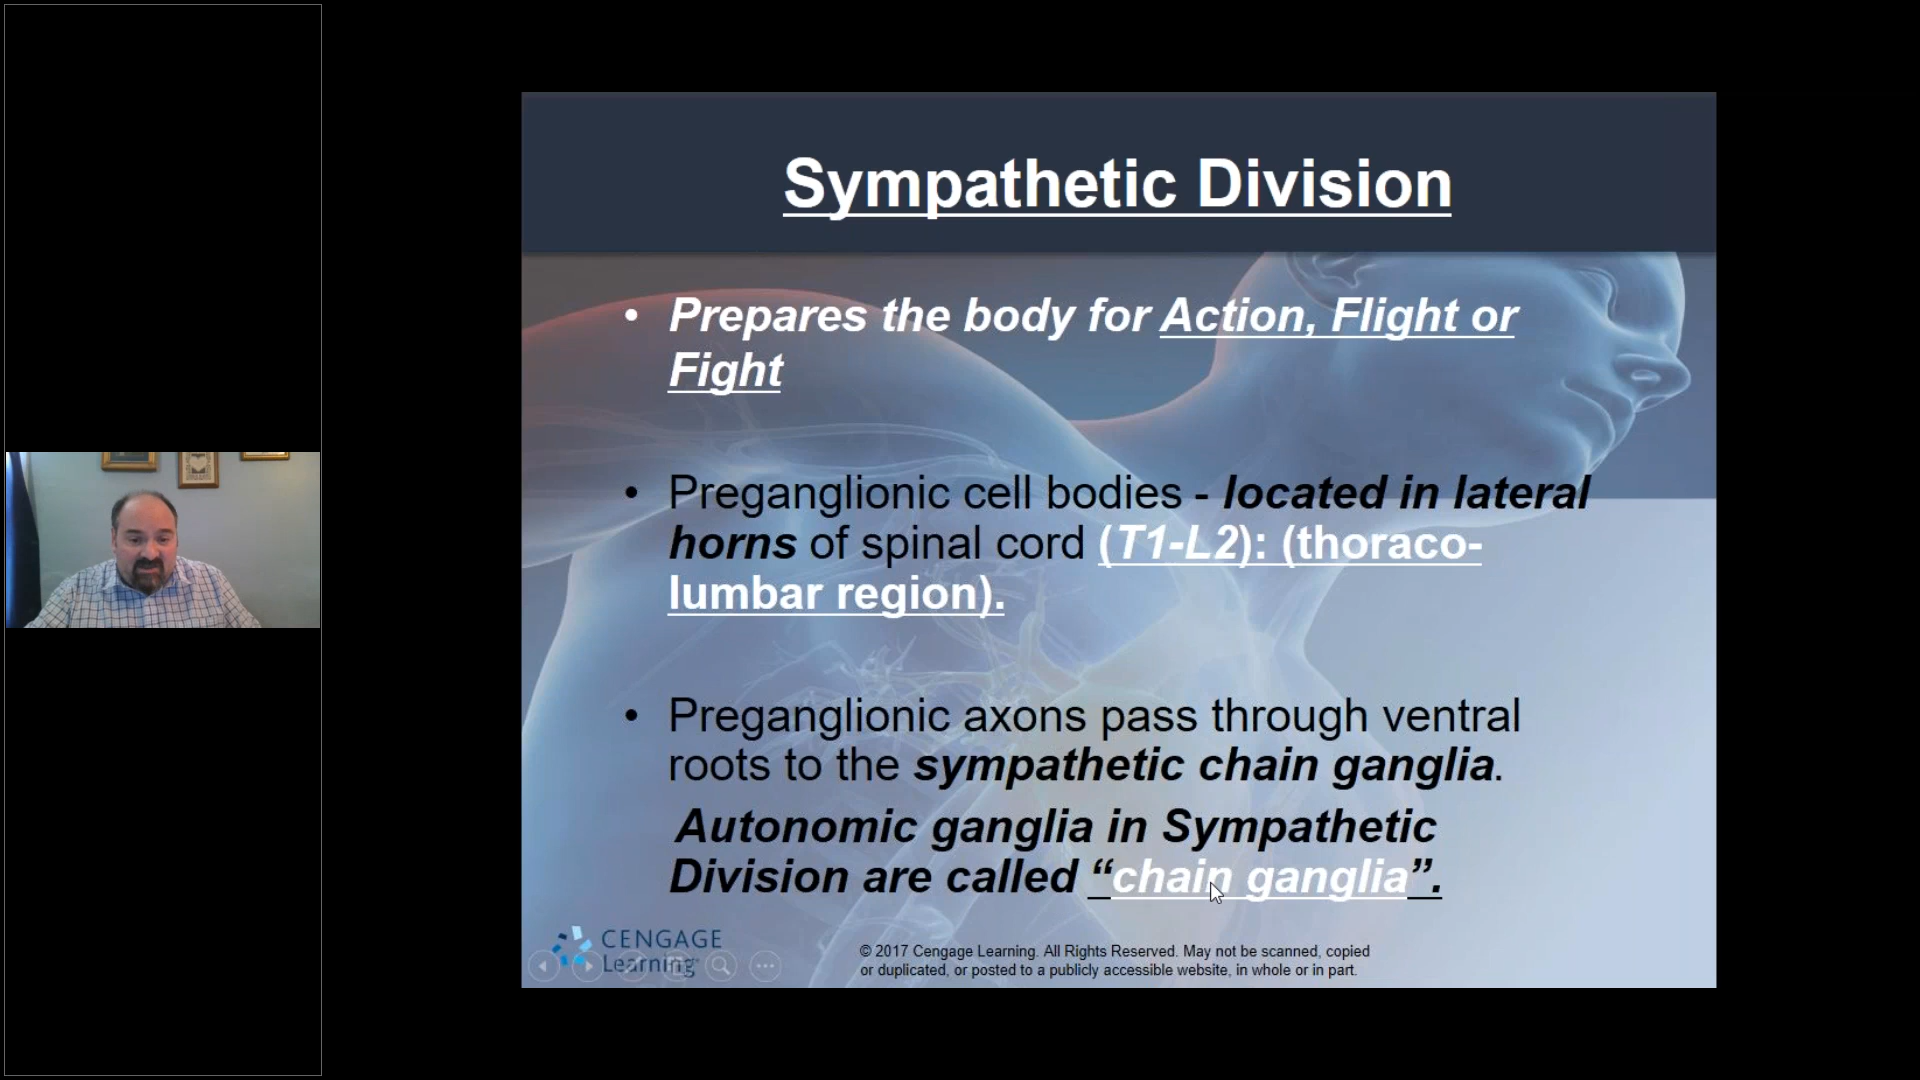 Sympathetic Division
• Prepares the body for Action, Flight or
Fight
• Preganglionic cell bodies - located in lateral
horns of spinal cord (T1-L2): (thoraco-
lumbar region).
• Preganglionic axons pass through ventral
roots to the sympathetic chain ganglia.
Autonomic ganglia in Sympathetic
Division are called “chain ganglia”.
CENGAGE
Learning
© 2017 Cengage Learning. All Rights Reserved. May not be scanned, copied
or duplicated, or posted to a publicly accessible website, in whole or in part.